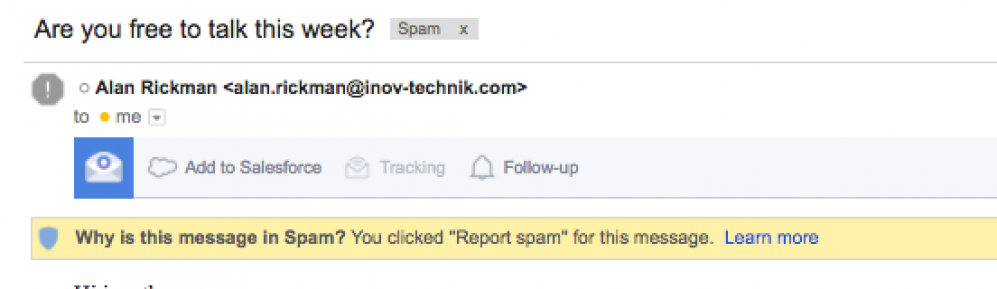 Are you free to talk this week? Spam x
Alan Rickman <alan.rickman@inov-technik.com>
to me
Add to Salesforce Tracking Follow-up
Why is this message in Spam? You clicked "Report spam" for this message. Learn more